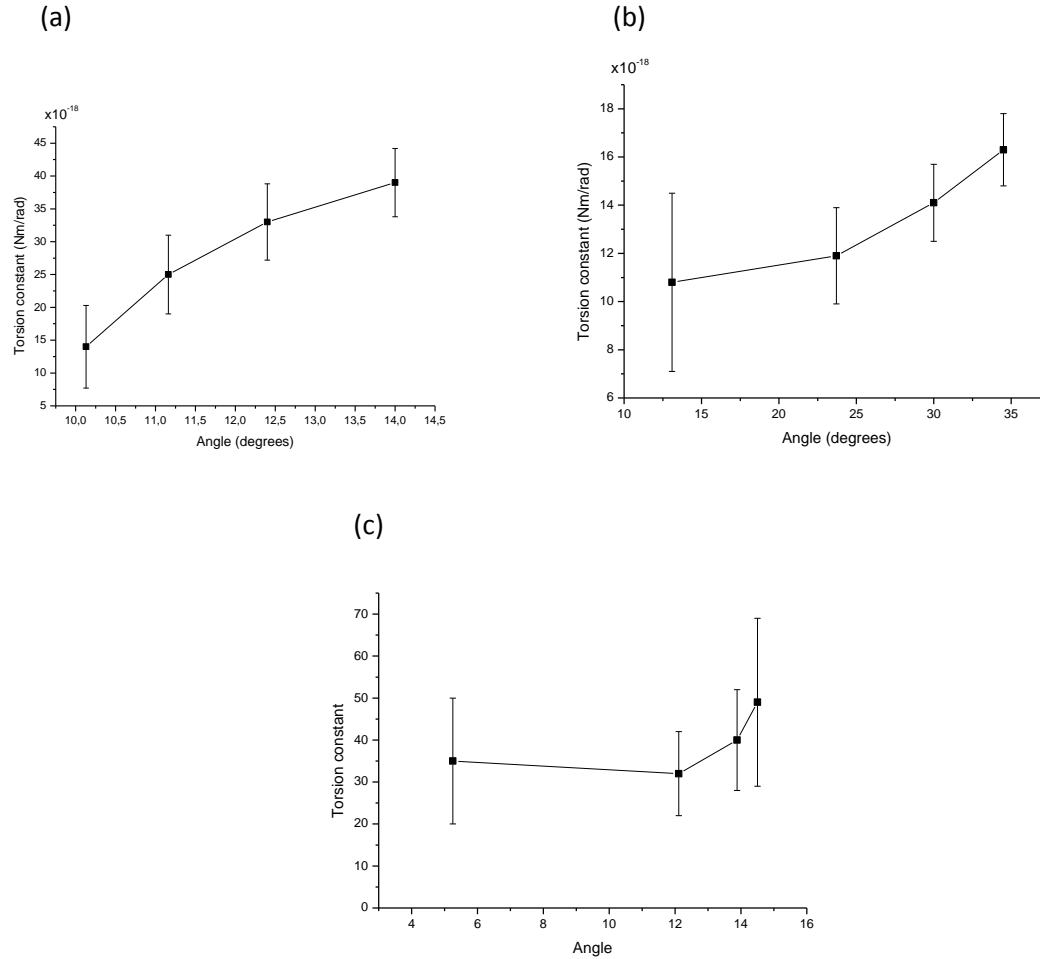 (a)
x10⁻¹⁸
45
40
35
30
25
20
15
10
5
Torsion constant (Nm/rad)
10,0 10,5 11,0 11,5 12,0 12,5 13,0 13,5 14,0 14,5
Angle (degrees)
(b)
x10⁻¹⁸
18
16
14
12
10
8
6
Torsion constant (Nm/rad)
10 15 20 25 30 35
Angle (degrees)
(c)
70
60
50
40
30
20
10
0
Torsion constant
4 6 8 10 12 14 16
Angle